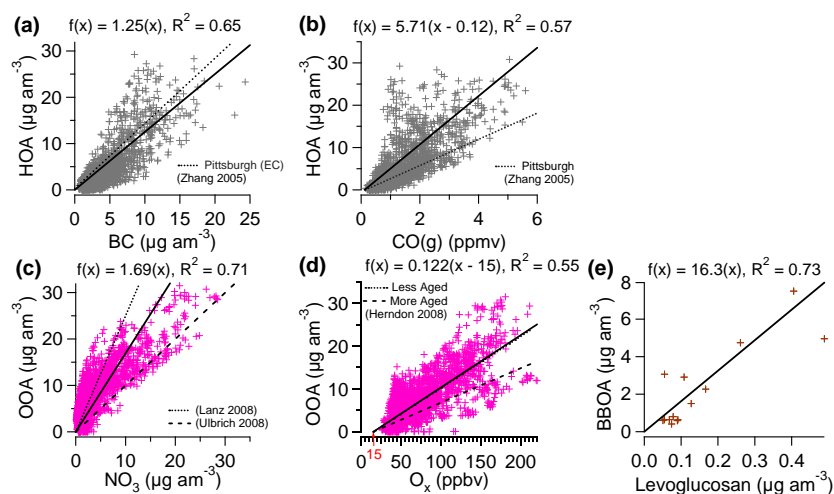 (a) f(x) = 1.25(x), R² = 0.65
HOA (µg am⁻³)
30
20
10
0
Pittsburgh (EC)
(Zhang 2005)
0 5 10 15 20 25
BC (µg am⁻³)
(b) f(x) = 5.71(x - 0.12), R² = 0.57
HOA (µg am⁻³)
30
20
10
0
Pittsburgh
(Zhang 2005)
0 2 4 6
CO(g) (ppmv)
(c) f(x) = 1.69(x), R² = 0.71
OOA (µg am⁻³)
30
20
10
0
(Lanz 2008)
(Ulbrich 2008)
0 10 20 30
NO₃ (µg am⁻³)
(d) f(x) = 0.122(x - 15), R² = 0.55
Less Aged
More Aged
(Herndon 2008)
OOA (µg am⁻³)
30
20
10
0
0 50 100 150 200
15
Oₓ (ppbv)
(e) f(x) = 16.3(x), R² = 0.73
BBOA (µg am⁻³)
8
6
4
2
0
0.0 0.1 0.2 0.3 0.4
Levoglucosan (µg am⁻³)